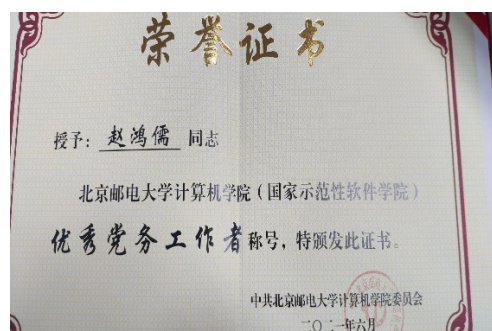 荣誉证书
授予：赵鸿儒 同志
北京邮电大学计算机学院（国家示范性软件学院）
优秀党务工作者称号，特颁发此证书。
中共北京邮电大学计算机学院委员会
二〇二一年六月